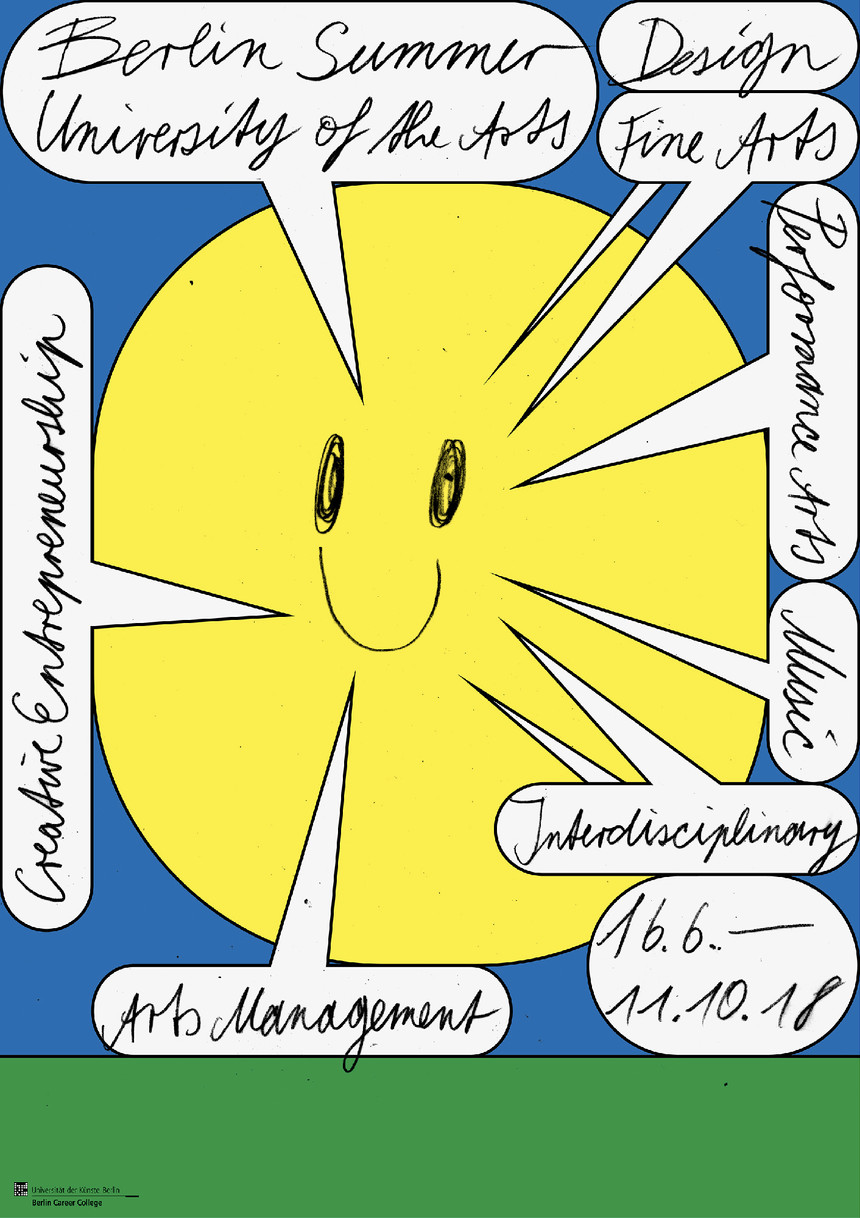 Berlin Summer
University of the Arts
Design
Fine Arts
Performance Arts
Music
Interdisciplinary
16.6.—
11.10.18
Arts Management
Creative Entrepreneurship
Universität der Künste Berlin
Berlin Career College